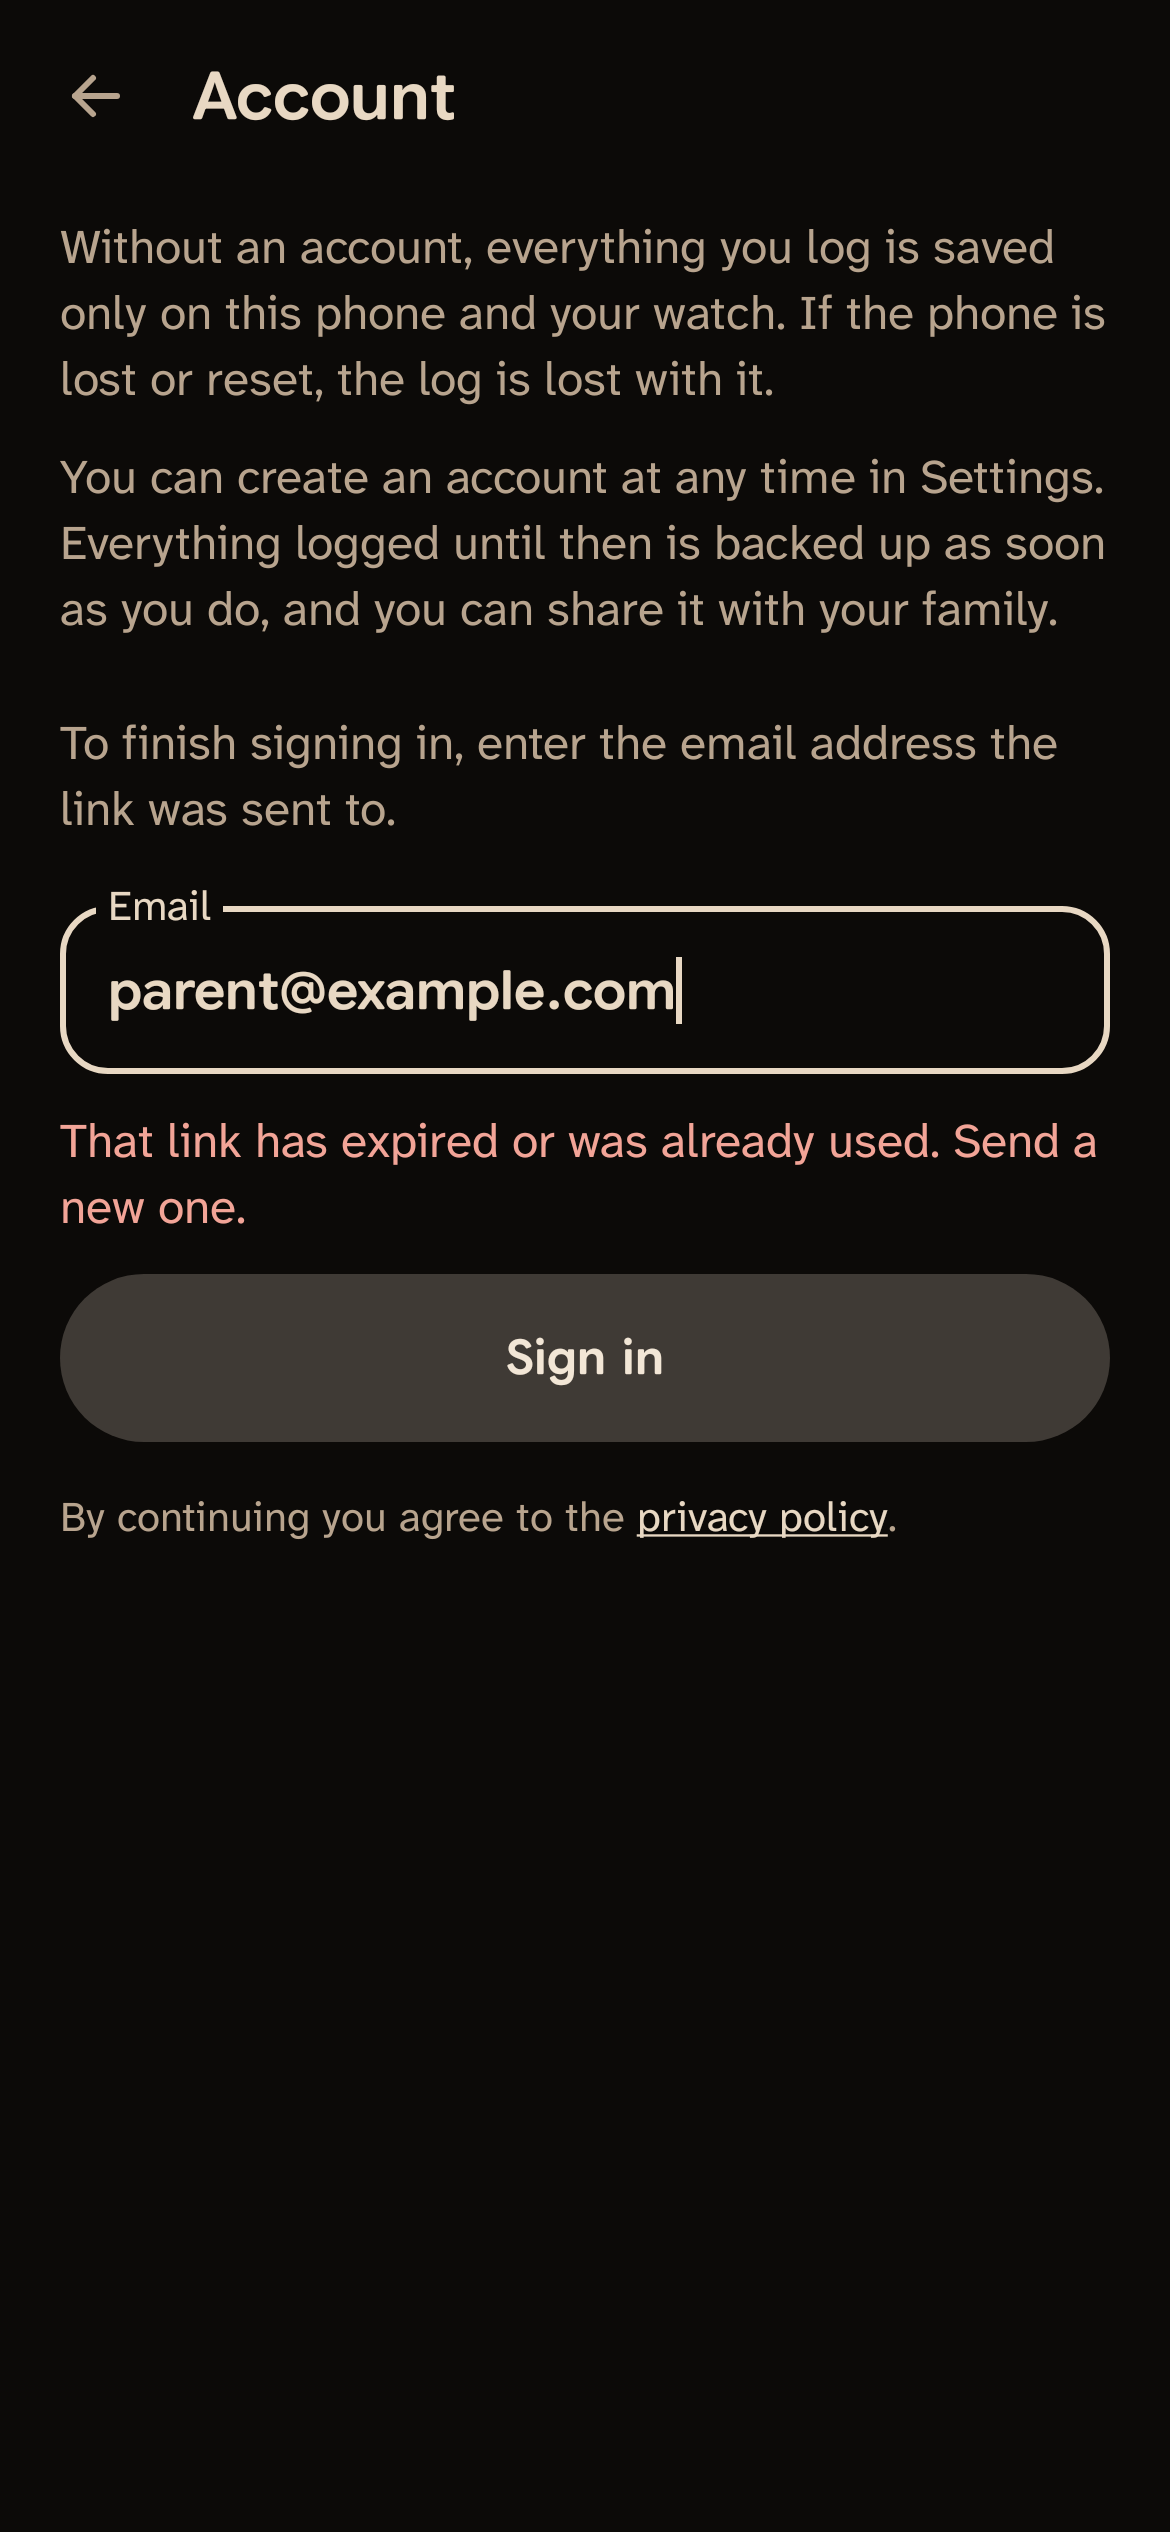 Account
Without an account, everything you log is saved
only on this phone and your watch. If the phone is
lost or reset, the log is lost with it.
You can create an account at any time in Settings.
Everything logged until then is backed up as soon
as you do, and you can share it with your family.
To finish signing in, enter the email address the
link was sent to.
Email
parent@example.com
That link has expired or was already used. Send a
new one.
Sign in
By continuing you agree to the privacy policy.